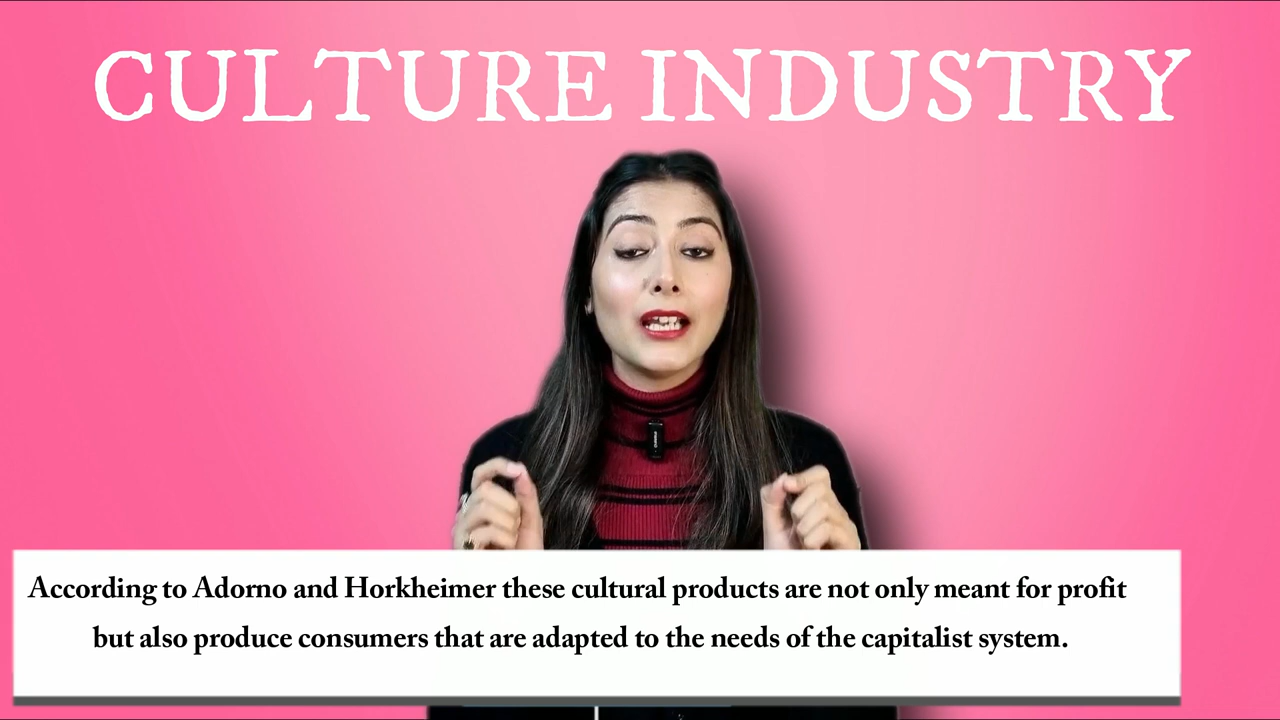 CULTURE INDUSTRY
According to Adorno and Horkheimer these cultural products are not only meant for profit
but also produce consumers that are adapted to the needs of the capitalist system.